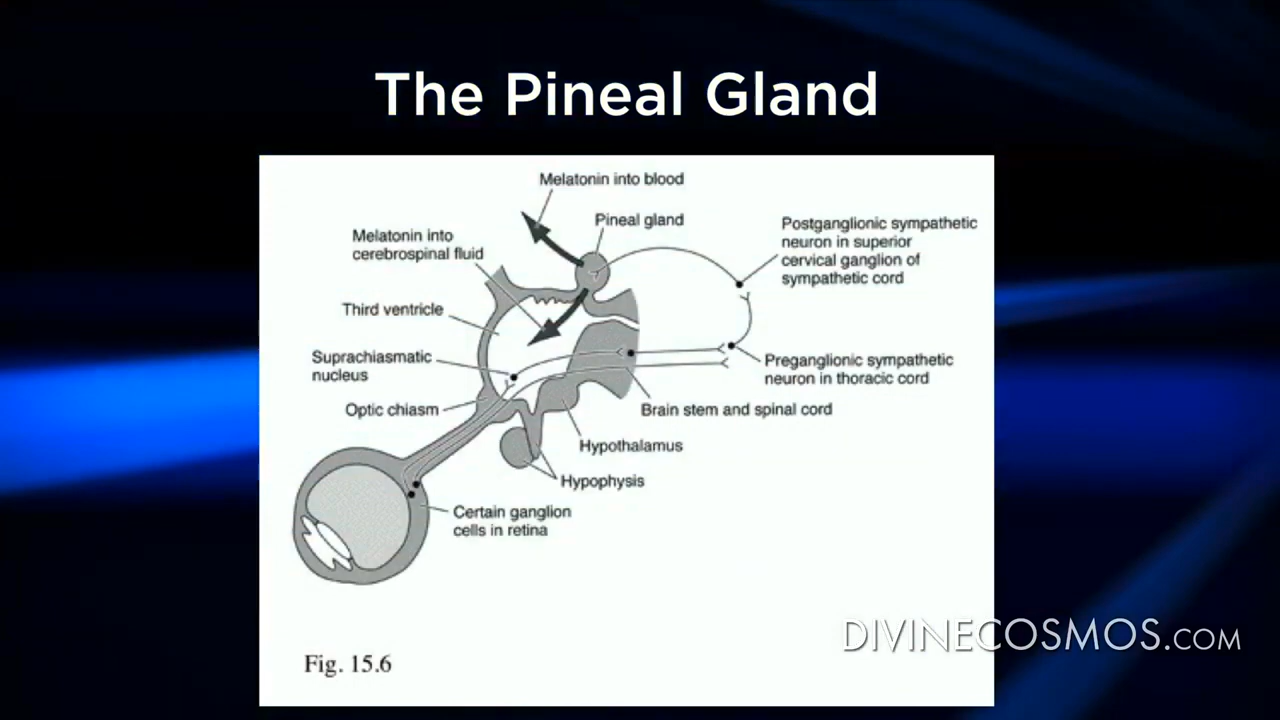 The Pineal Gland
Melatonin into blood
Pineal gland
Postganglionic sympathetic
neuron in superior
cervical ganglion of
sympathetic cord
Melatonin into
cerebrospinal fluid
Third ventricle
Suprachiasmatic
nucleus
Preganglionic sympathetic
neuron in thoracic cord
Optic chiasm
Brain stem and spinal cord
Hypothalamus
Hypophysis
Certain ganglion
cells in retina
DIVINECOSMOS.COM
Fig. 15.6